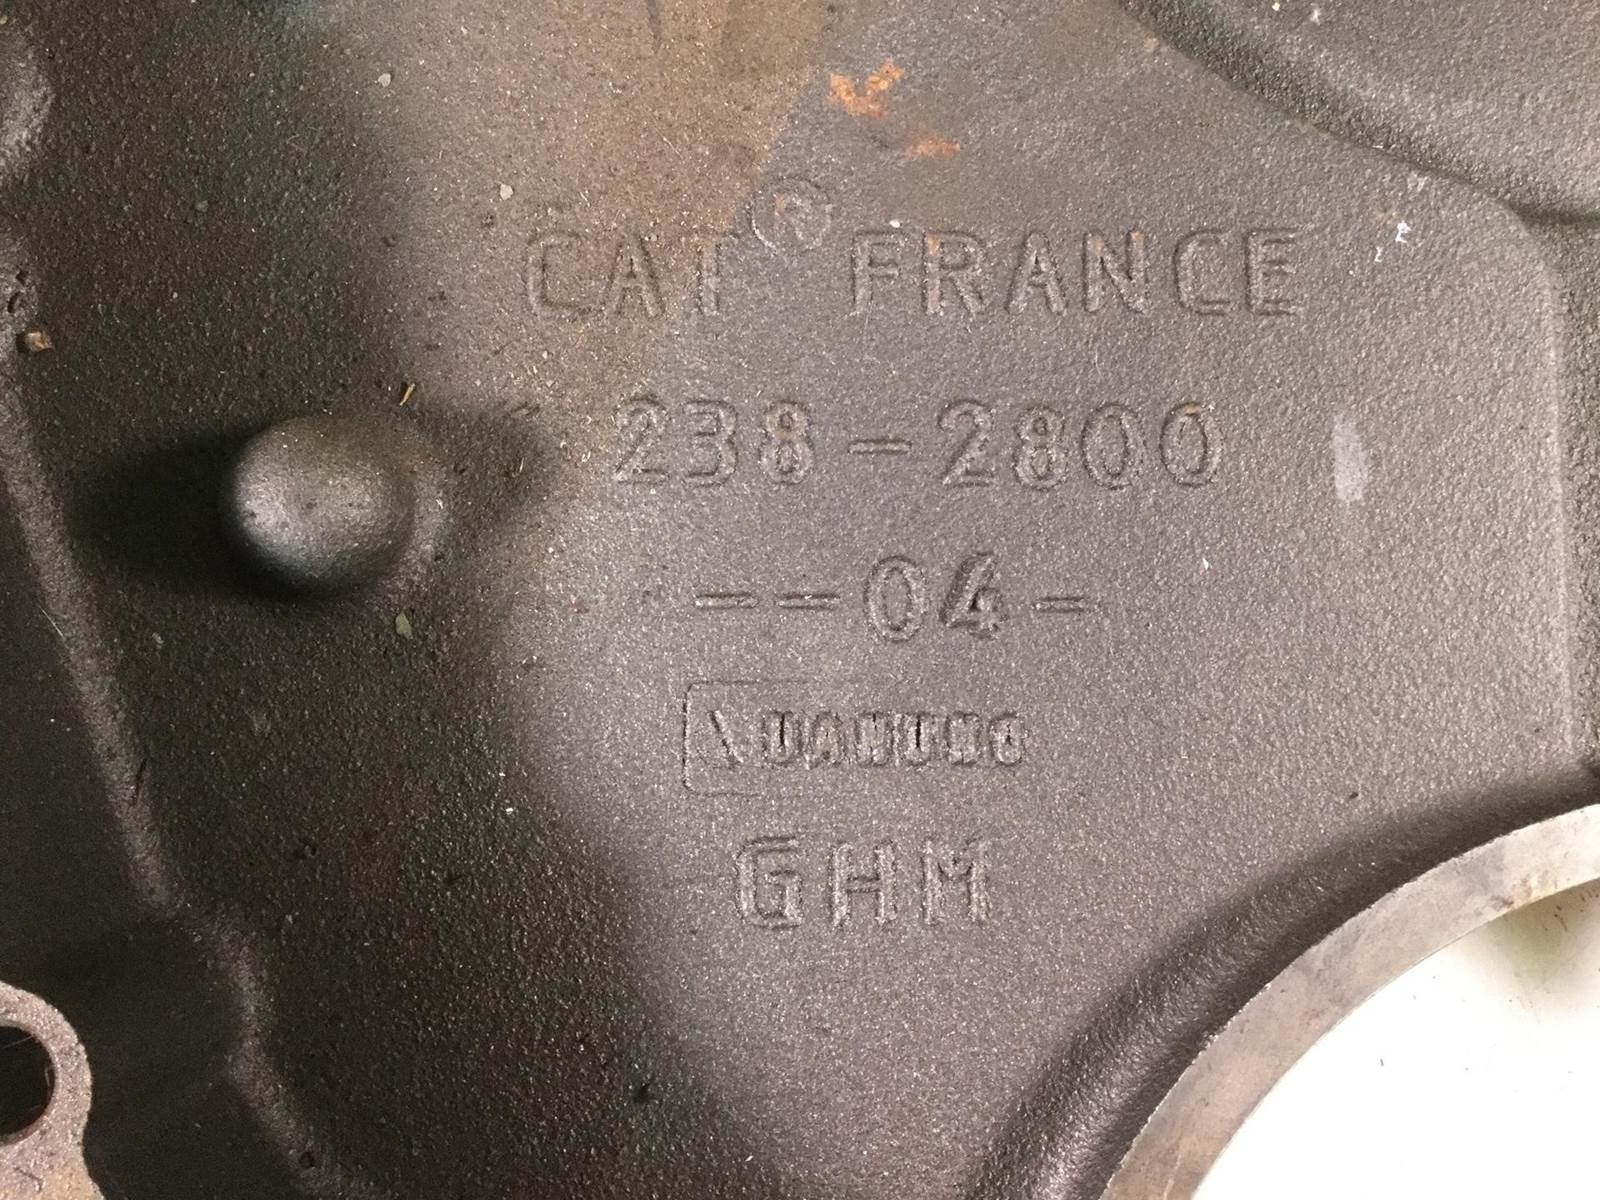 CAT® FRANCE
238-2800
--04-
GHM